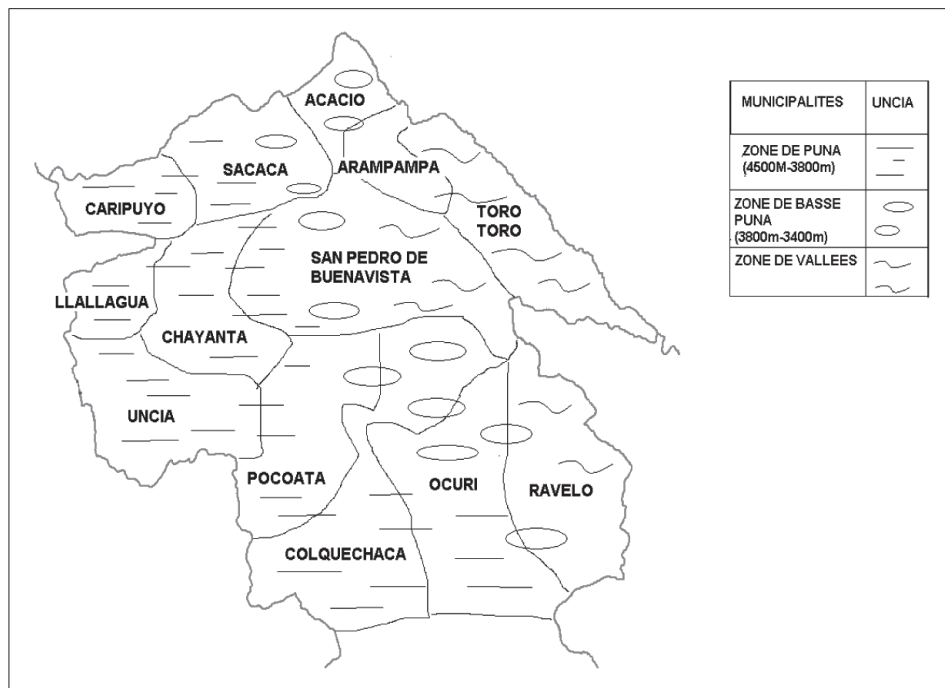 ACACIO
SACACA
ARAMPAMPA
CARIPUYO
TORO
TORO
SAN PEDRO DE
BUENAVISTA
LLALLAGUA
CHAYANTA
UNCIA
POCOATA
OCURI
RAVELO
COLQUECHACA
MUNICIPALITES UNCIA
ZONE DE PUNA
(4500M-3800m)
ZONE DE BASSE
PUNA
(3800m-3400m)
ZONE DE VALLEES